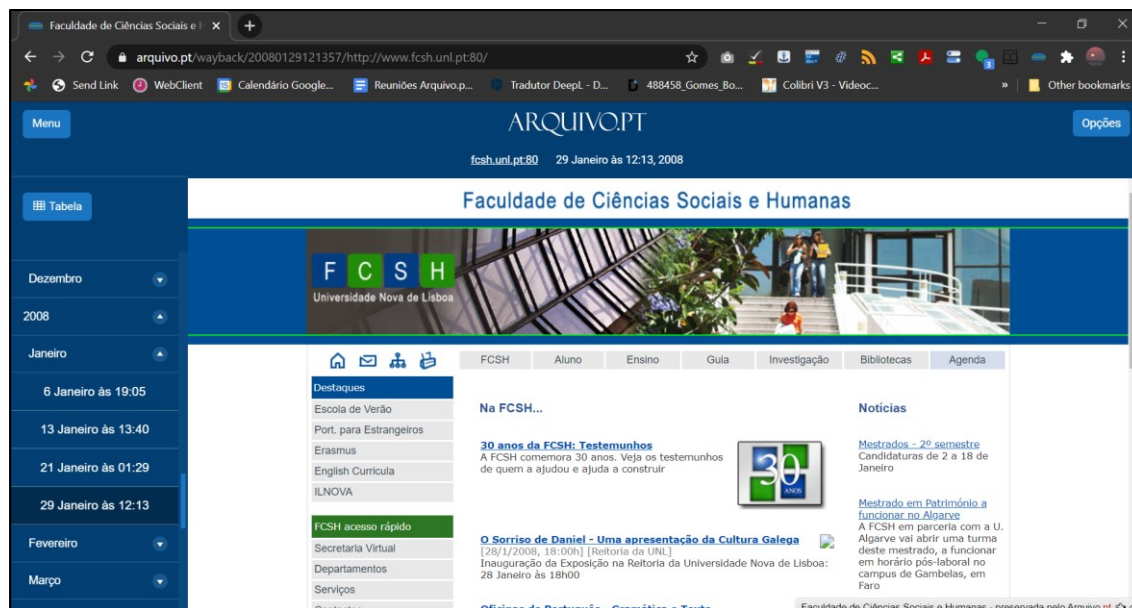 Faculdade de Ciências Sociais e H
arquivo.pt/wayback/20080129121357/http://www.fcsh.unl.pt:80/
3
Send Link WebClient Calendário Google... Reuniões Arquivo.p... Tradutor DeepL - D... 488458_Gomes_Bo... Colibri V3 - Videoc... » Other bookmarks
Menu
ARQUIVO.PT
Opções
fcsh.unl.pt:80 29 Janeiro às 12:13, 2008
Tabela
Dezembro
2008
Janeiro
6 Janeiro às 19:05
13 Janeiro às 13:40
21 Janeiro às 01:29
29 Janeiro às 12:13
Fevereiro
Março
Faculdade de Ciências Sociais e Humanas
F C S H
Universidade Nova de Lisboa
FCSH Aluno Ensino Guia Investigação Bibliotecas Agenda
Destaques
Escola de Verão
Port. para Estrangeiros
Erasmus
English Curricula
ILNOVA
FCSH acesso rápido
Secretaria Virtual
Departamentos
Serviços
Na FCSH...
30 anos da FCSH: Testemunhos
A FCSH comemora 30 anos. Veja os testemunhos
de quem a ajudou e ajuda a construir
30
ANOS
O Sorriso de Daniel - Uma apresentação da Cultura Galega
[28/1/2008, 18:00h] [Reitoria da UNL]
Inauguração da Exposição na Reitoria da Universidade Nova de Lisboa:
28 Janeiro às 18h00
Oficinas de Português - Gramática e Texto
Notícias
Mestrados - 2º semestre
Candidaturas de 2 a 18 de
Janeiro
Mestrado em Património a
funcionar no Algarve
A FCSH em parceria com a U.
Algarve vai abrir uma turma
deste mestrado, a funcionar
em horário pós-laboral no
campus de Gambelas, em
Faro
Faculdade de Ciências Sociais e Humanas - preservada pelo Arquivo.pt